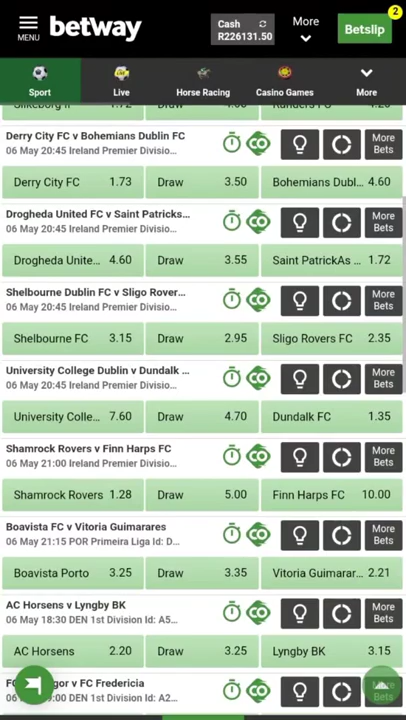 2
MENU
betway
Cash
R226131.50
More
Betslip
Sport
Live
Horse Racing
Casino Games
More
Derry City FC v Bohemians Dublin FC
06 May 20:45 Ireland Premier Divisio...
More Bets
Derry City FC 1.73 Draw 3.50 Bohemians Dubl... 4.60
Drogheda United FC v Saint Patricks...
06 May 20:45 Ireland Premier Divisio...
More Bets
Drogheda Unite... 4.60 Draw 3.55 Saint PatrickAs ... 1.72
Shelbourne Dublin FC v Sligo Rover...
06 May 20:45 Ireland Premier Divisio...
More Bets
Shelbourne FC 3.15 Draw 2.95 Sligo Rovers FC 2.35
University College Dublin v Dundalk ...
06 May 20:45 Ireland Premier Divisio...
More Bets
University Colle... 7.60 Draw 4.70 Dundalk FC 1.35
Shamrock Rovers v Finn Harps FC
06 May 21:00 Ireland Premier Divisio...
More Bets
Shamrock Rovers 1.28 Draw 5.00 Finn Harps FC 10.00
Boavista FC v Vitoria Guimarares
06 May 21:15 POR Primeira Liga Id: D...
More Bets
Boavista Porto 3.25 Draw 3.35 Vitoria Guimarar... 2.21
AC Horsens v Lyngby BK
06 May 18:30 DEN 1st Division Id: A5...
More Bets
AC Horsens 2.20 Draw 3.25 Lyngby BK 3.15
v FC Fredericia
DEN 1st Division Id: A2...